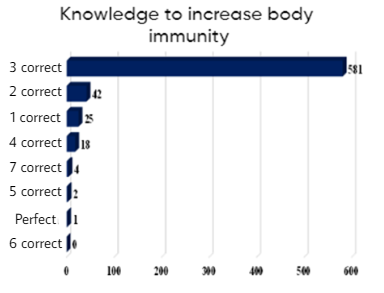 Knowledge to increase body
immunity
3 correct 581
2 correct 42
1 correct 25
4 correct 18
7 correct 4
5 correct 2
Perfect 1
6 correct 0
0 100 200 300 400 500 600